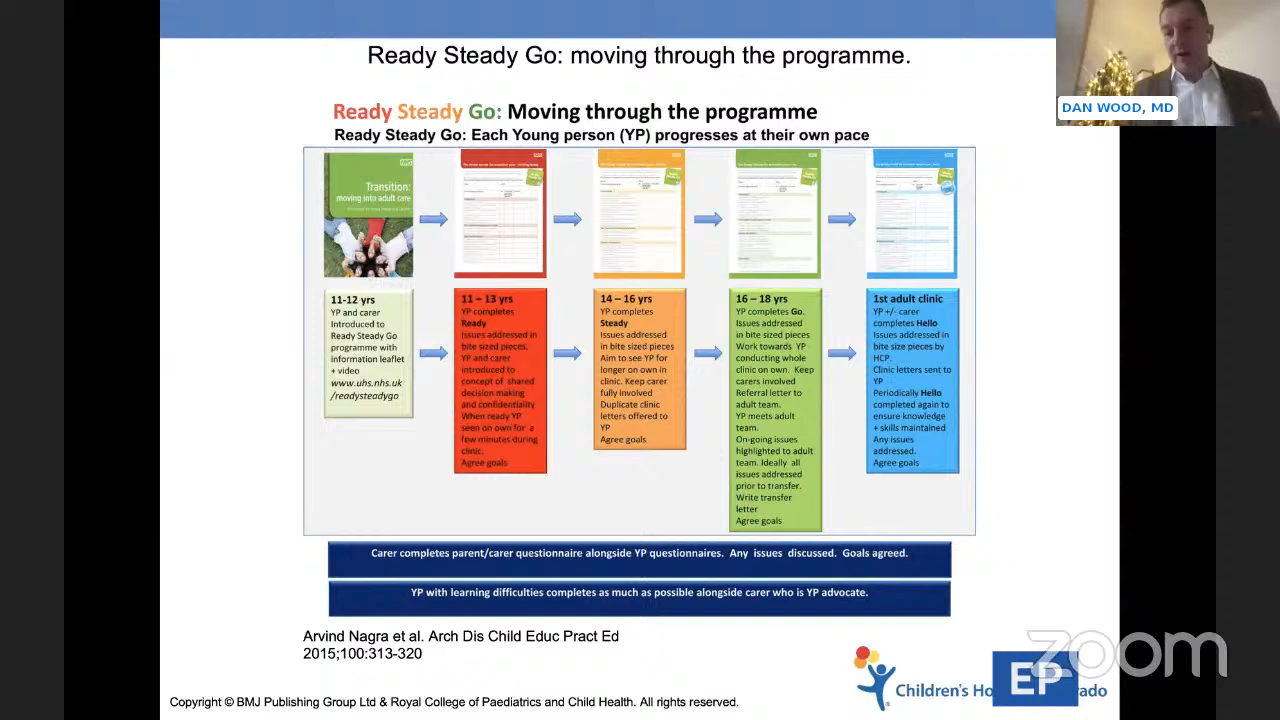 Ready Steady Go: moving through the programme.
DAN WOOD, MD
Ready Steady Go: Moving through the programme
Ready Steady Go: Each Young person (YP) progresses at their own pace
NHS
Transition:
moving into adult care
11-12 yrs
YP and carer
Introduced to
Ready Steady Go
programme with
information leaflet
+ video
www.uhs.nhs.uk
/readysteadygo
11 – 13 yrs
YP completes
Ready
Issues addressed in
bite sized pieces.
YP and carer
introduced to
concept of shared
decision making
and confidentiality
When ready YP
seen on own for a
few minutes during
clinic.
Agree goals
14 – 16 yrs
YP completes
Steady
Issues addressed
in bite sized pieces
Aim to see YP for
longer on own in
clinic. Keep carer
fully involved
Duplicate clinic
letters offered to
YP
Agree goals
16 – 18 yrs
YP completes Go.
Issues addressed
in bite sized pieces
Work towards YP
conducting whole
clinic on own. Keep
carers involved
Referral letter to
adult team.
YP meets adult
team.
On-going issues
highlighted to adult
team. Ideally all
issues addressed
prior to transfer.
Write transfer
letter
Agree goals
1st adult clinic
YP +/- carer
completes Hello
Issues addressed in
bite size pieces by
HCP.
Clinic letters sent to
YP
Periodically Hello
completed again to
ensure knowledge
+ skills maintained
Any issues
addressed.
Agree goals
Carer completes parent/carer questionnaire alongside YP questionnaires. Any issues discussed. Goals agreed.
YP with learning difficulties completes as much as possible alongside carer who is YP advocate.
Arvind Nagra et al. Arch Dis Child Educ Pract Ed
2015;100:313-320
zoom
Children's
EP
Copyright © BMJ Publishing Group Ltd & Royal College of Paediatrics and Child Health. All rights reserved.